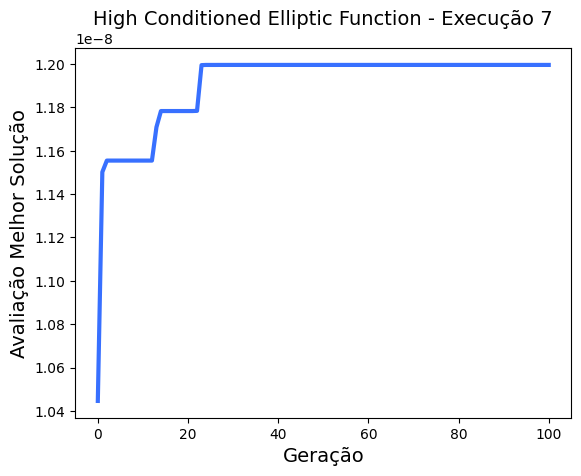 High Conditioned Elliptic Function - Execução 7
1e−8
1.20
1.18
1.16
1.14
1.12
1.10
1.08
1.06
1.04
Avaliação Melhor Solução
0 20 40 60 80 100
Geração